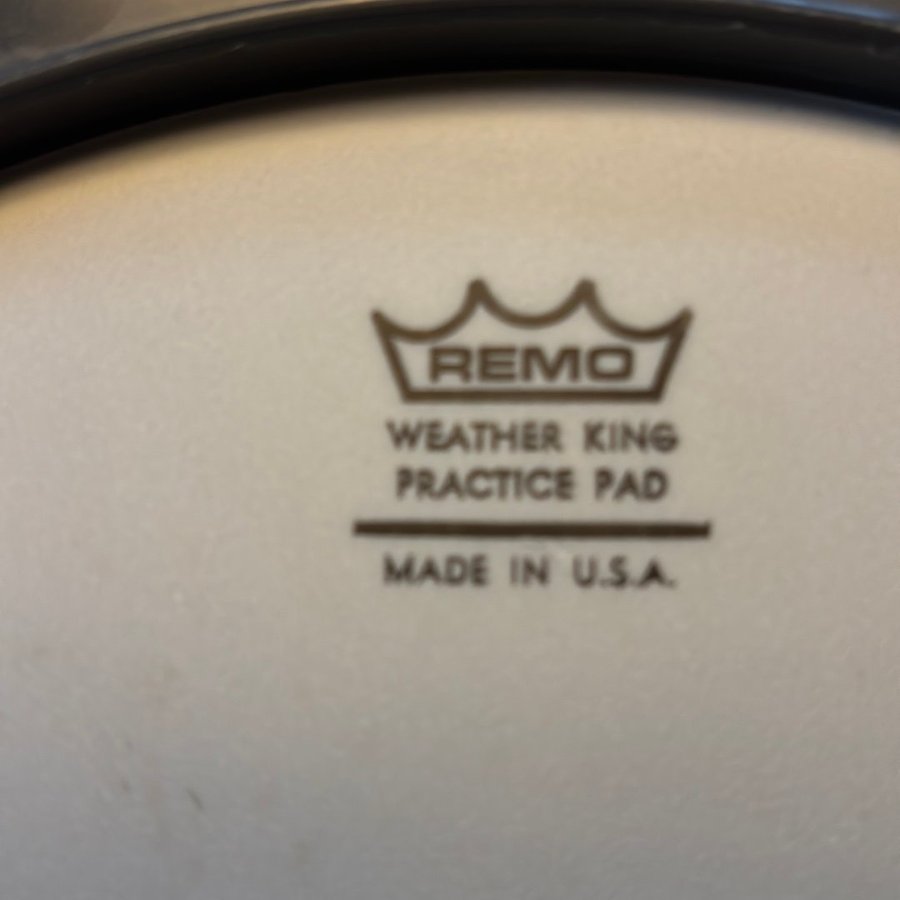 REMO
WEATHER KING
PRACTICE PAD
MADE IN U.S.A.